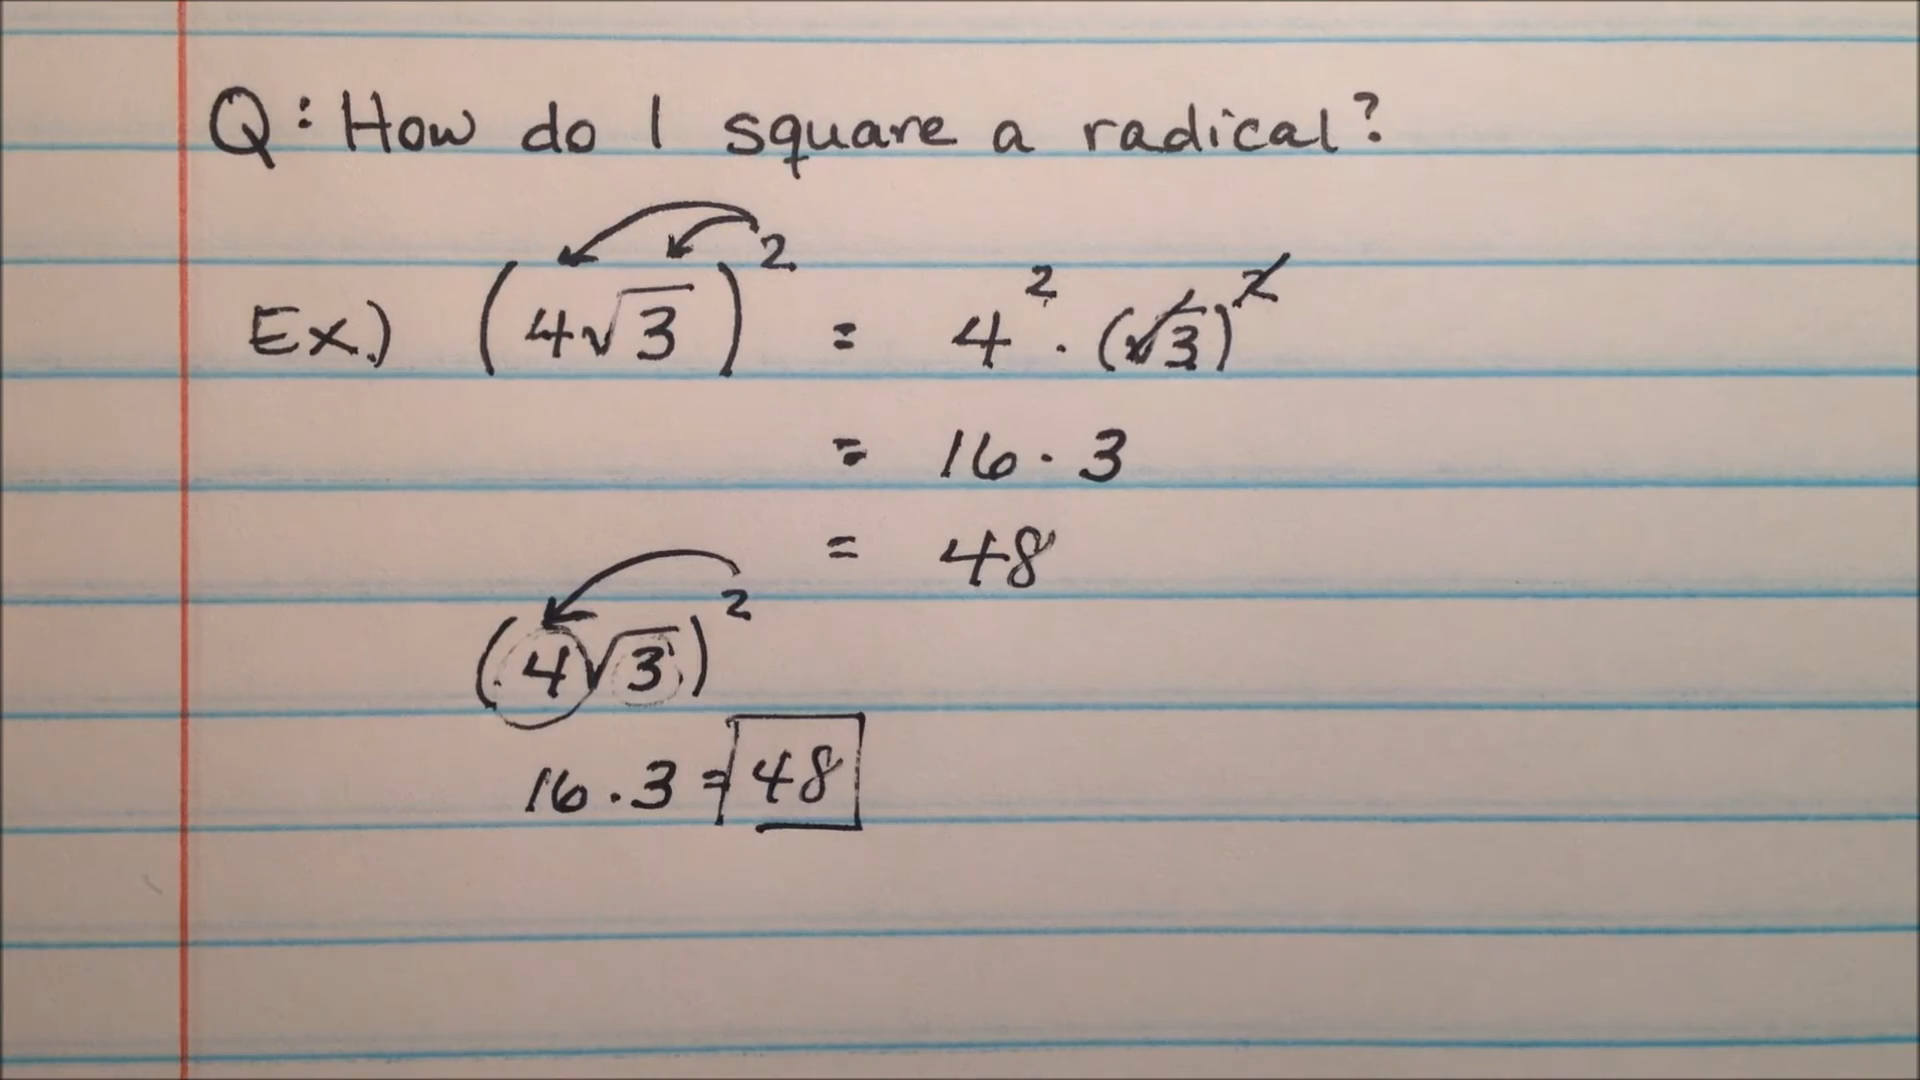 Q: How do I square a radical?
Ex.) (4√3)² = 4² · (√3)²
= 16 · 3
= 48
(4√3)²
16 · 3 = 48